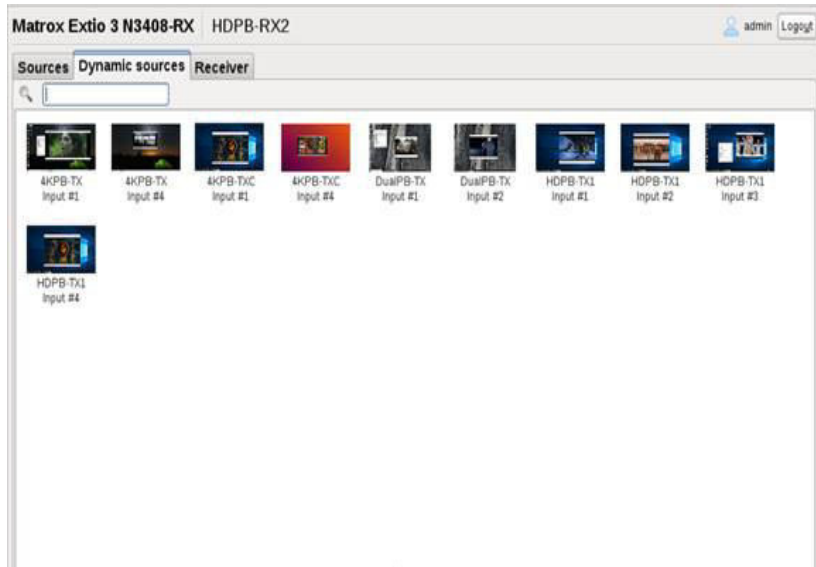 Matrox Extio 3 N3408-RX HDPB-RX2 admin Logout
Sources Dynamic sources Receiver
4KPB-TX Input #1
4KPB-TX Input #4
4KPB-TXC Input #1
4KPB-TXC Input #4
DualPB-TX Input #1
DualPB-TX Input #2
HDPB-TX1 Input #1
HDPB-TX1 Input #2
HDPB-TX1 Input #3
HDPB-TX1 Input #4